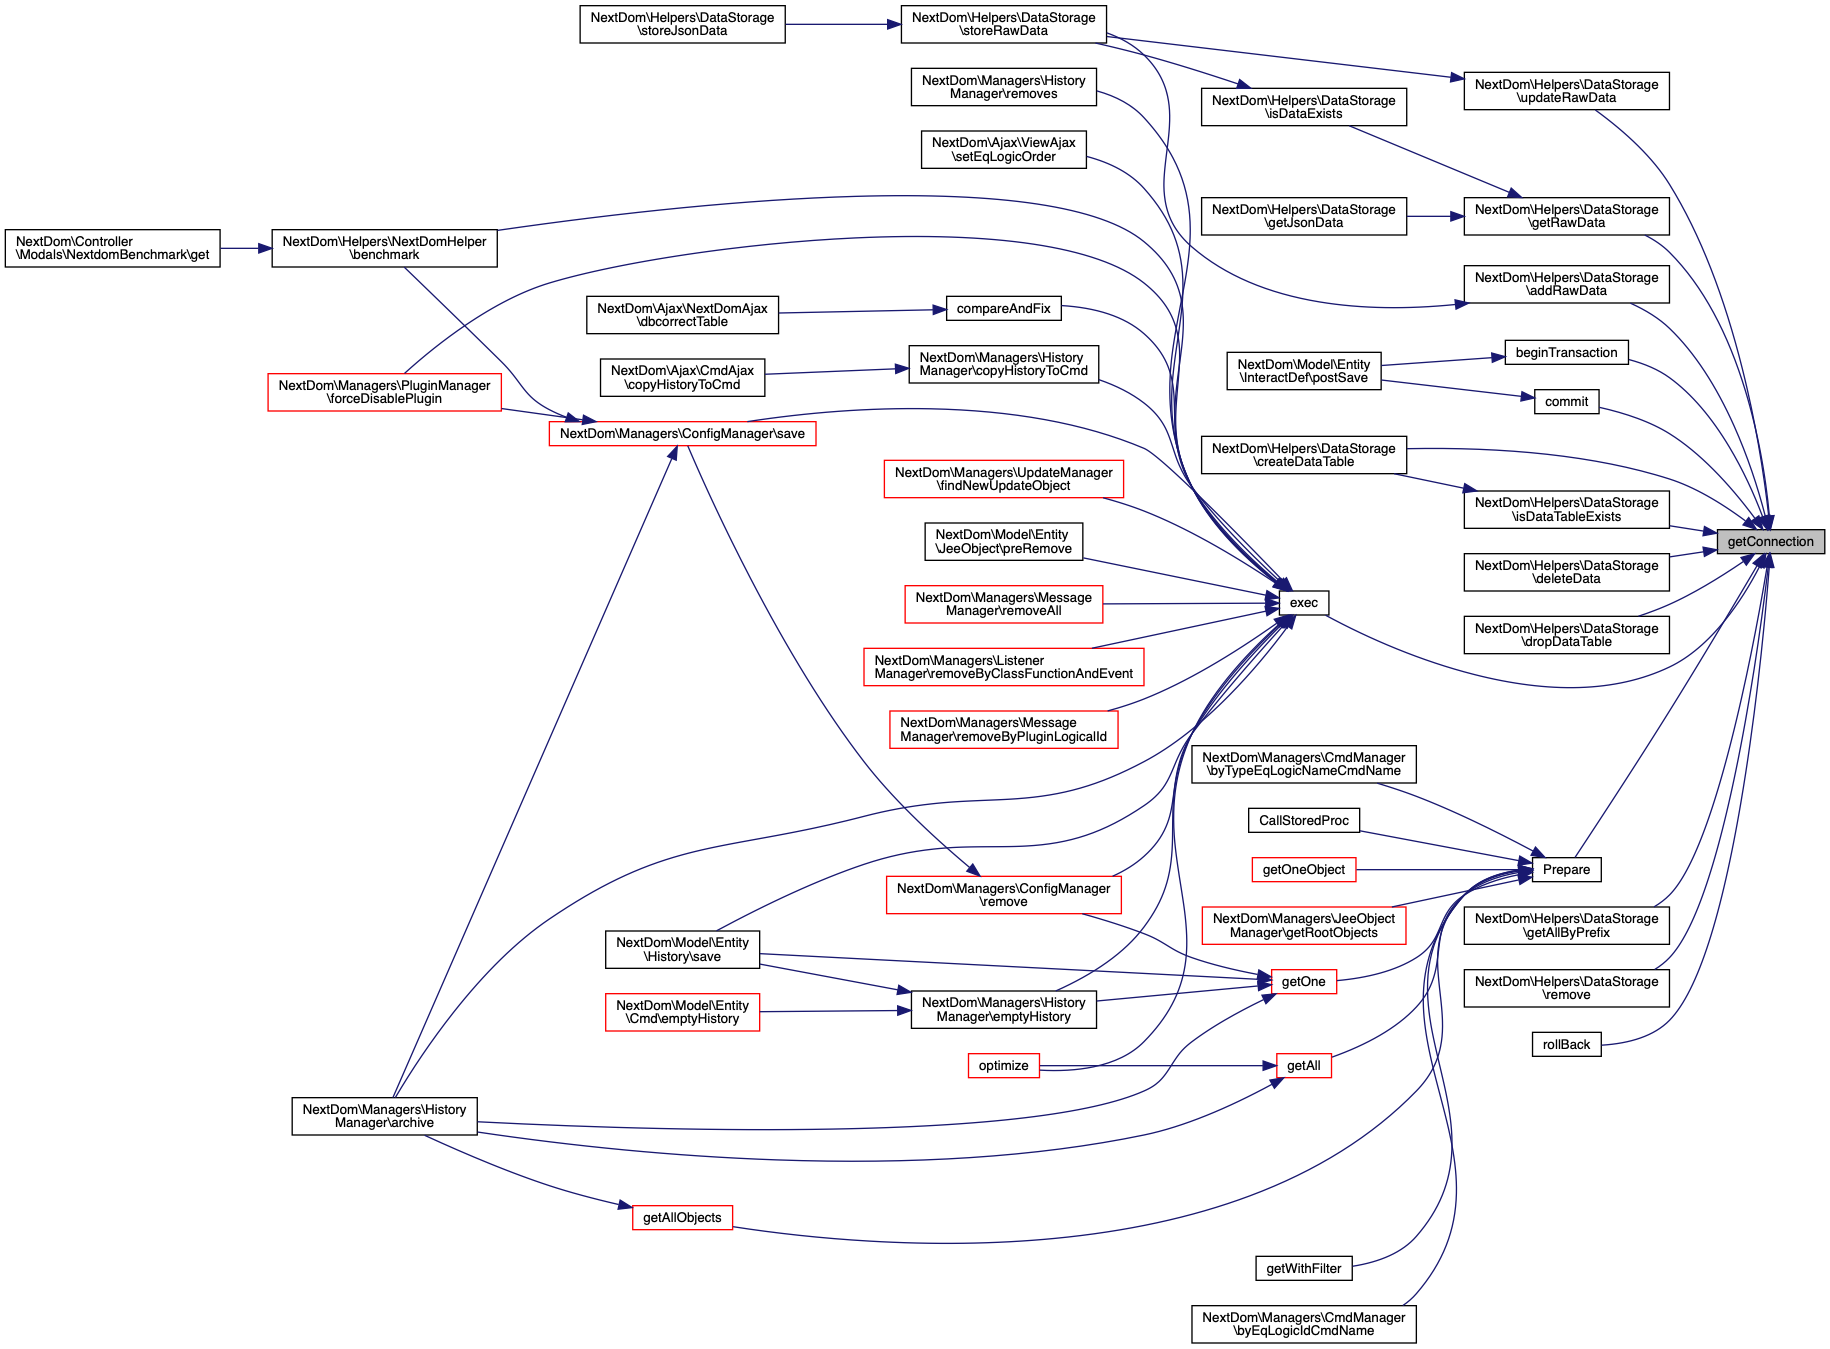 NextDom\Helpers\DataStorage
\storeJsonData
NextDom\Helpers\DataStorage
\storeRawData
NextDom\Managers\History
Manager\removes
NextDom\Helpers\DataStorage
\updateRawData
NextDom\Helpers\DataStorage
\isDataExists
NextDom\Ajax\ViewAjax
\setEqLogicOrder
NextDom\Helpers\DataStorage
\getJsonData
NextDom\Helpers\DataStorage
\getRawData
NextDom\Controller
\Modals\NextdomBenchmark\get
NextDom\Helpers\NextDomHelper
\benchmark
NextDom\Helpers\DataStorage
\addRawData
NextDom\Ajax\NextDomAjax
\dbcorrectTable
compareAndFix
beginTransaction
NextDom\Model\Entity
\InteractDef\postSave
NextDom\Ajax\CmdAjax
\copyHistoryToCmd
NextDom\Managers\History
Manager\copyHistoryToCmd
NextDom\Managers\PluginManager
\forceDisablePlugin
commit
NextDom\Managers\ConfigManager\save
NextDom\Helpers\DataStorage
\createDataTable
NextDom\Managers\UpdateManager
\findNewUpdateObject
NextDom\Helpers\DataStorage
\isDataTableExists
NextDom\Model\Entity
\JeeObject\preRemove
getConnection
NextDom\Helpers\DataStorage
\deleteData
NextDom\Managers\Message
Manager\removeAll
exec
NextDom\Helpers\DataStorage
\dropDataTable
NextDom\Managers\Listener
Manager\removeByClassFunctionAndEvent
NextDom\Managers\Message
Manager\removeByPluginLogicalId
NextDom\Managers\CmdManager
\byTypeEqLogicNameCmdName
CallStoredProc
getOneObject
Prepare
NextDom\Managers\ConfigManager
\remove
NextDom\Managers\JeeObject
Manager\getRootObjects
NextDom\Helpers\DataStorage
\getAllByPrefix
NextDom\Model\Entity
\History\save
getOne
NextDom\Helpers\DataStorage
\remove
NextDom\Model\Entity
\Cmd\emptyHistory
NextDom\Managers\History
Manager\emptyHistory
rollBack
optimize
getAll
NextDom\Managers\History
Manager\archive
getAllObjects
getWithFilter
NextDom\Managers\CmdManager
\byEqLogicIdCmdName